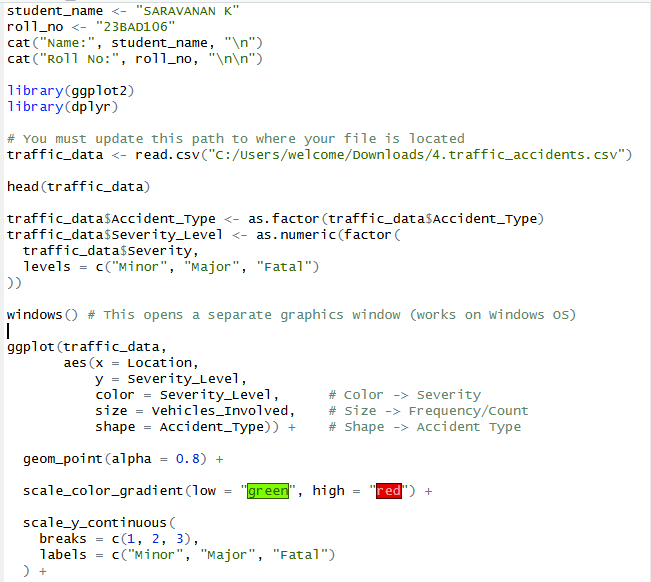 student_name <- "SARAVANAN K"
roll_no <- "23BAD106"
cat("Name:", student_name, "\n")
cat("Roll No:", roll_no, "\n\n")
library(ggplot2)
library(dplyr)
# You must update this path to where your file is located
traffic_data <- read.csv("C:/Users/welcome/Downloads/4.traffic_accidents.csv")
head(traffic_data)
traffic_data$Accident_Type <- as.factor(traffic_data$Accident_Type)
traffic_data$Severity_Level <- as.numeric(factor(
  traffic_data$Severity,
  levels = c("Minor", "Major", "Fatal")
))
windows() # This opens a separate graphics window (works on Windows OS)
ggplot(traffic_data,
       aes(x = Location,
           y = Severity_Level,
           color = Severity_Level,      # Color -> Severity
           size = Vehicles_Involved,    # Size -> Frequency/Count
           shape = Accident_Type)) +    # Shape -> Accident Type
  geom_point(alpha = 0.8) +
  scale_color_gradient(low = "green", high = "red") +
  scale_y_continuous(
    breaks = c(1, 2, 3),
    labels = c("Minor", "Major", "Fatal")
  ) +